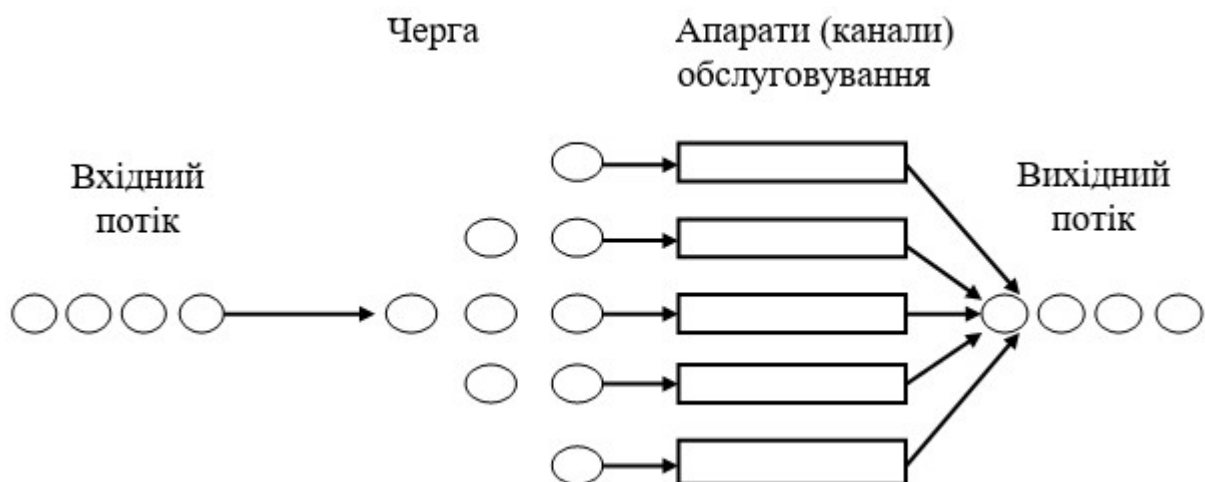 Черга
Апарати (канали)
обслуговування
Вхідний
потік
Вихідний
потік